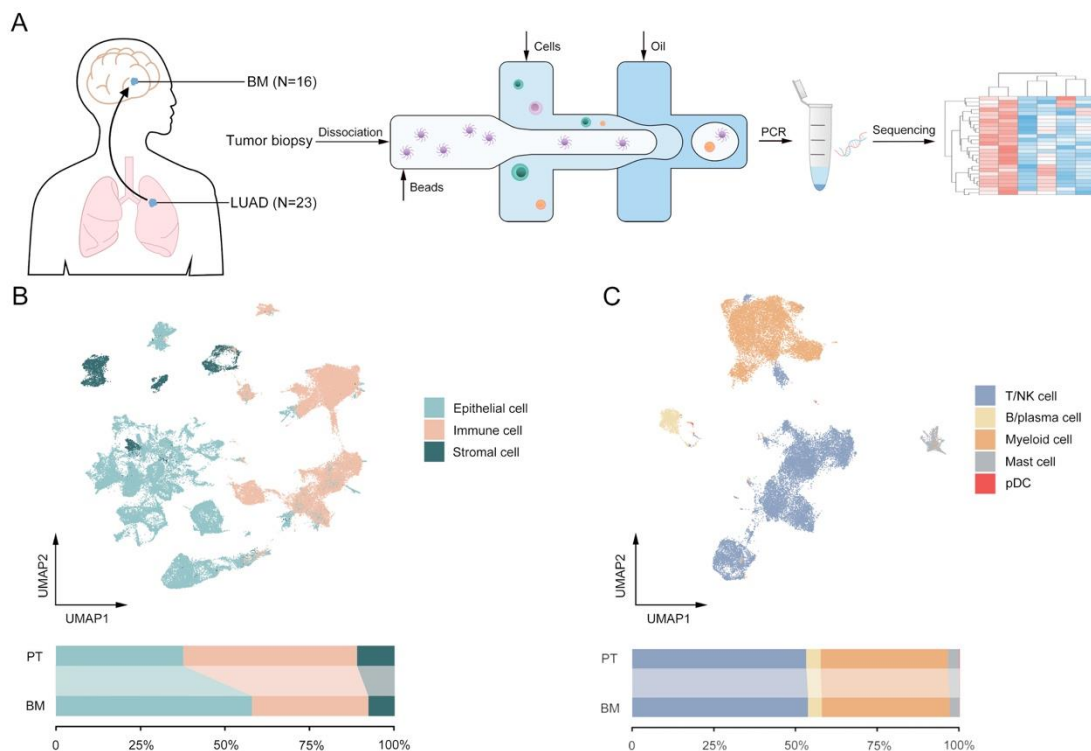 A
BM (N=16)
Tumor biopsy
LUAD (N=23)
Dissociation
Beads
Cells
Oil
PCR
Sequencing
B
Epithelial cell
Immune cell
Stromal cell
UMAP2
UMAP1
PT
BM
0 25% 50% 75% 100%
C
T/NK cell
B/plasma cell
Myeloid cell
Mast cell
pDC
UMAP2
UMAP1
PT
BM
0 25% 50% 75% 100%